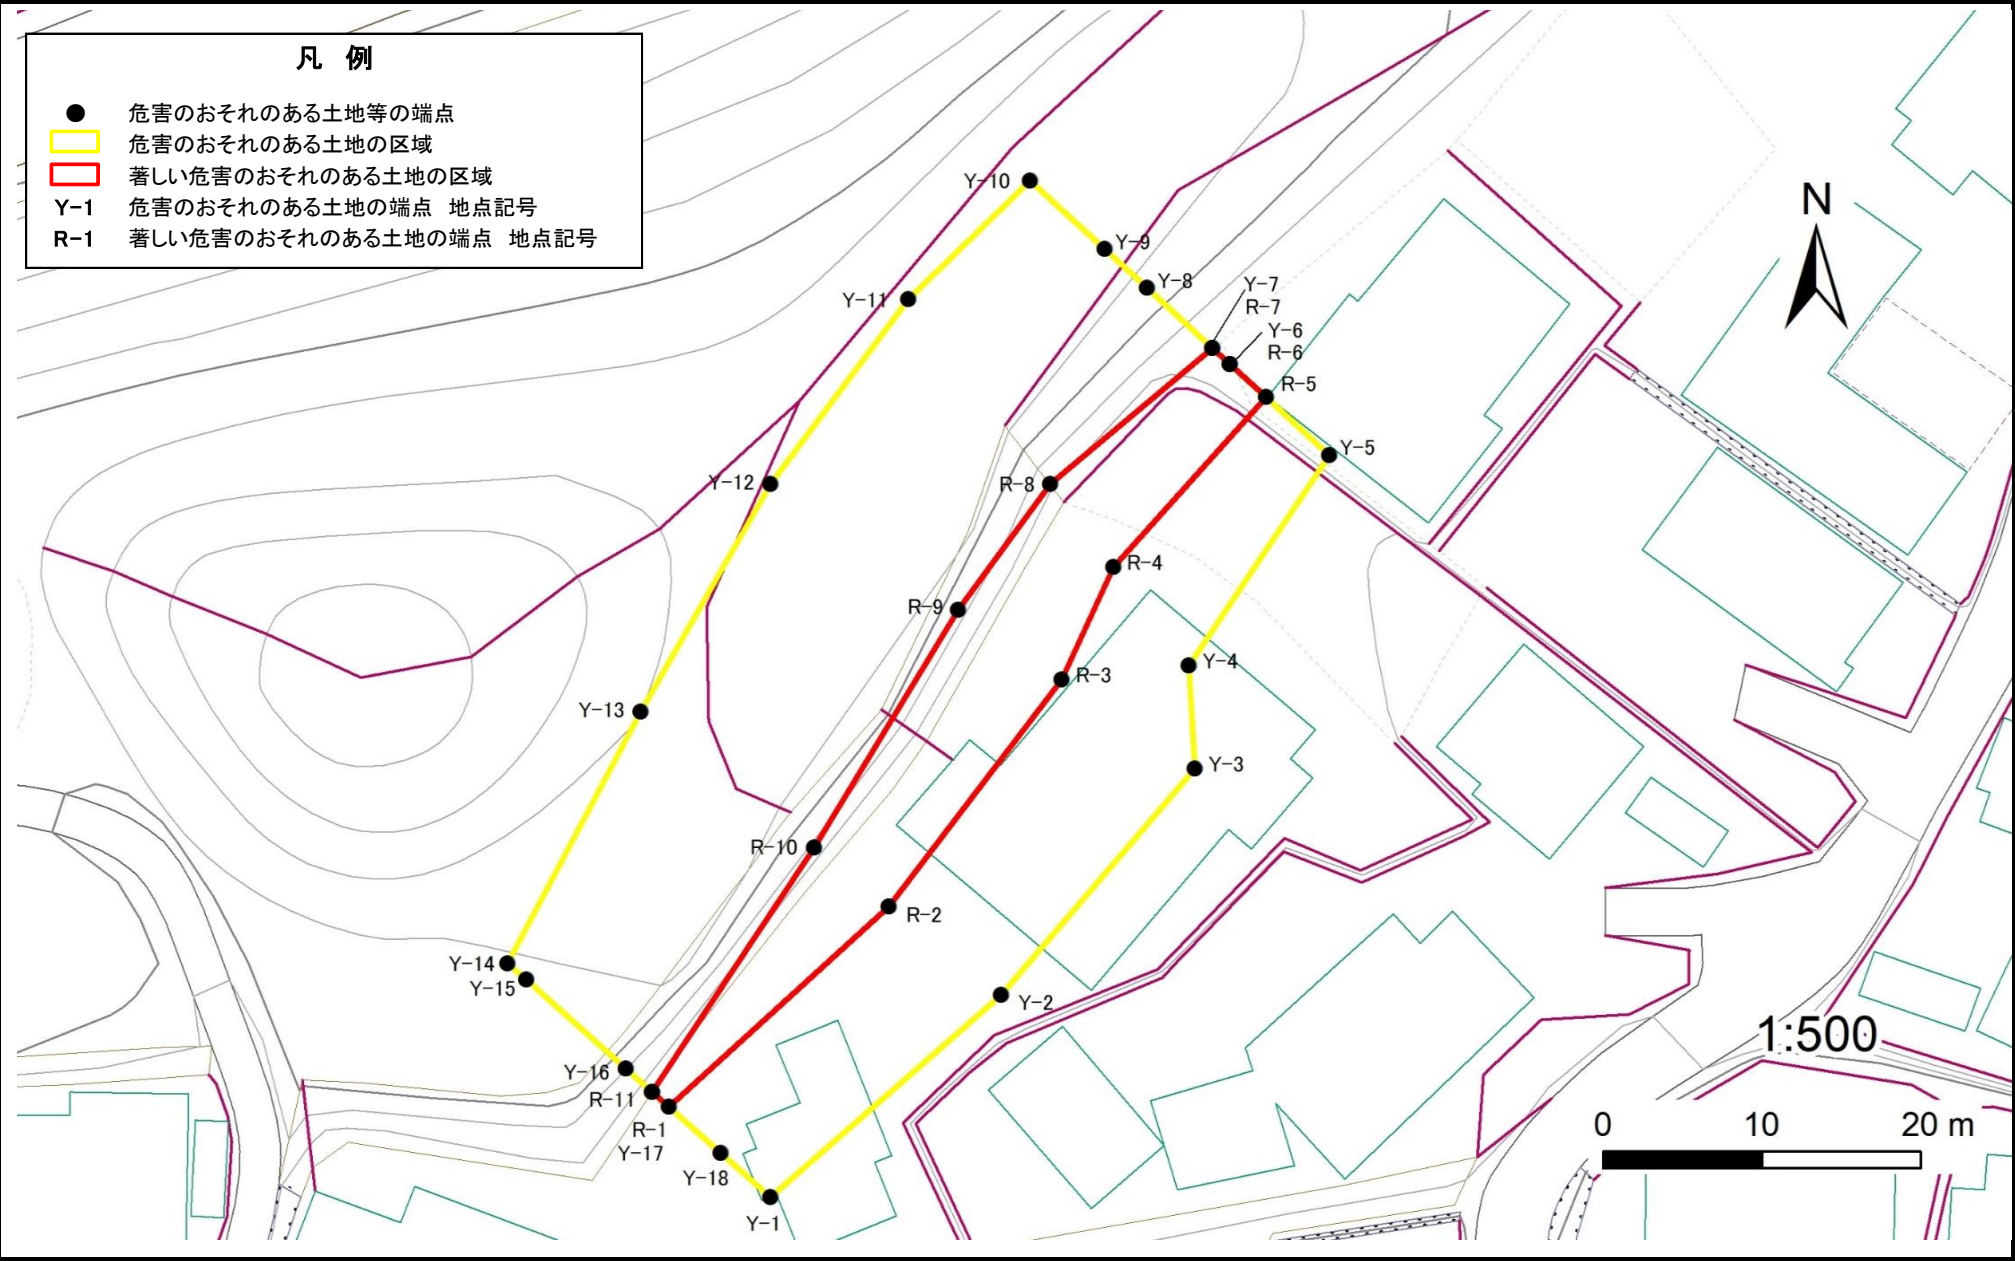 凡 例
危害のおそれのある土地等の端点
危害のおそれのある土地の区域
著しい危害のおそれのある土地の区域
Y-1 危害のおそれのある土地の端点 地点記号
R-1 著しい危害のおそれのある土地の端点 地点記号
N
Y-10
Y-9
Y-8
Y-7
R-7
Y-6
R-6
R-5
Y-11
Y-5
Y-12
R-8
R-4
R-9
Y-4
R-3
Y-13
Y-3
R-10
R-2
Y-14
Y-15
Y-2
Y-16
R-11
R-1
Y-17
Y-18
Y-1
1:500
0 10 20 m